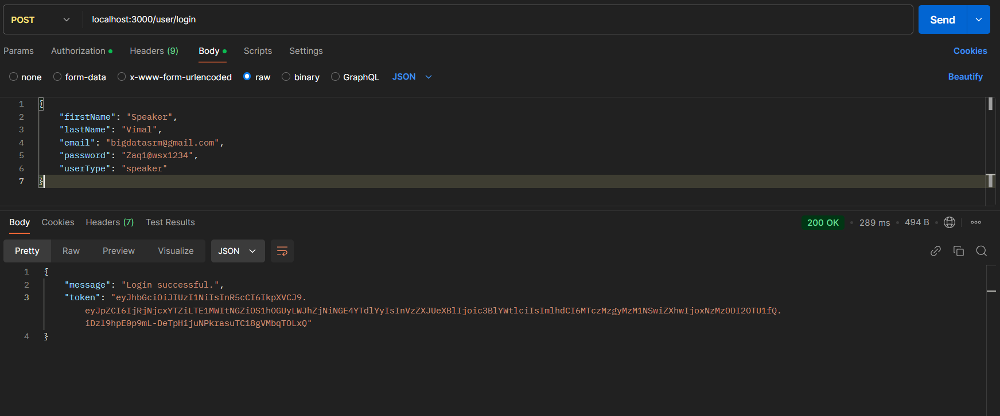 POST localhost:3000/user/login Send
Params Authorization Headers (9) Body Scripts Settings Cookies
none form-data x-www-form-urlencoded raw binary GraphQL JSON Beautify
1 {
2 "firstName": "Speaker",
3 "lastName": "Vimal",
4 "email": "bigdatasrm@gmail.com",
5 "password": "Zaq1@wsx1234",
6 "userType": "speaker"
7 }
Body Cookies Headers (7) Test Results 200 OK • 289 ms • 494 B •
Pretty Raw Preview Visualize JSON
1 {
2 "message": "Login successful.",
3 "token": "eyJhbGciOiJIUzI1NiIsInR5cCI6IkpXVCJ9.
eyJpZCI6IjRjNjcxYTZiLTE1MWItNGZiOS1hOGUyLWJhZjNiNGE4YTdlYyIsInVzZXJUeXBlIjoic3BlYWtlciIsImlhdCI6MTczMzgyMzM1NSwiZXhwIjoxNzMzODI2OTU1fQ.
iDzl9hpE0p9mL-DeTpHijuNPkrasuTC18gVMbqTOLxQ"
4 }